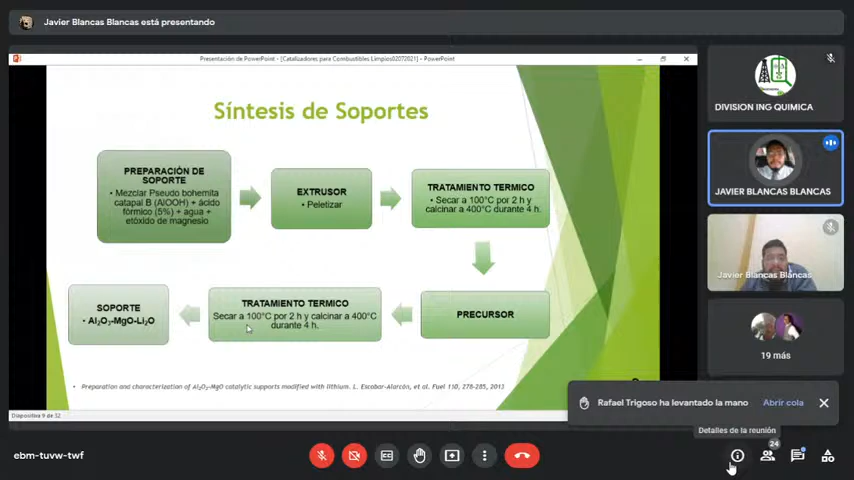 Javier Blancas Blancas está presentando
Presentación de PowerPoint - [Catalizadores para Combustibles Limpios02072021] - PowerPoint
Síntesis de Soportes
PREPARACIÓN DE
SOPORTE
• Mezclar Pseudo bohemita
catapal B (AlOOH) + ácido
fórmico (5%) + agua +
etóxido de magnesio
EXTRUSOR
• Peletizar
TRATAMIENTO TERMICO
• Secar a 100°C por 2 h y
calcinar a 400°C durante 4 h.
PRECURSOR
TRATAMIENTO TERMICO
Secar a 100°C por 2 h y calcinar a 400°C
durante 4 h.
SOPORTE
• Al₂O₃-MgO-Li₂O
• Preparation and characterization of Al₂O₃-MgO catalytic supports modified with lithium. L. Escobar-Alarcón, et al. Fuel 110, 278-285, 2013
Diapositiva 9 de 32
DIVISION ING QUIMICA
JAVIER BLANCAS BLANCAS
Javier Blancas Blancas
19 más
Rafael Trigoso ha levantado la mano
Abrir cola
Detalles de la reunión
24
ebm-tuvw-twf